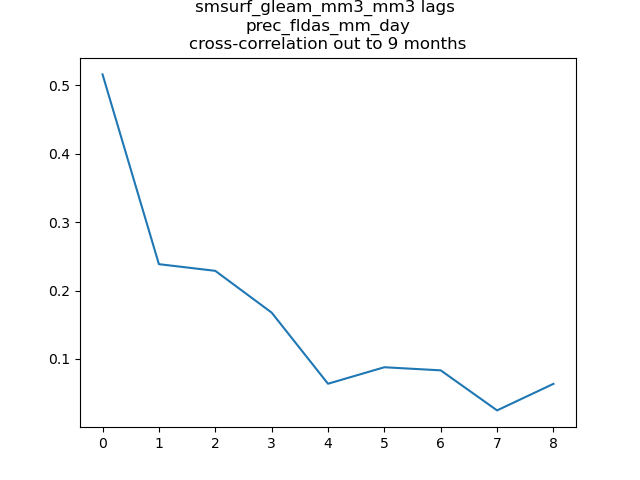 smsurf_gleam_mm3_mm3 lags
prec_fldas_mm_day
cross-correlation out to 9 months
0.5
0.4
0.3
0.2
0.1
0 1 2 3 4 5 6 7 8